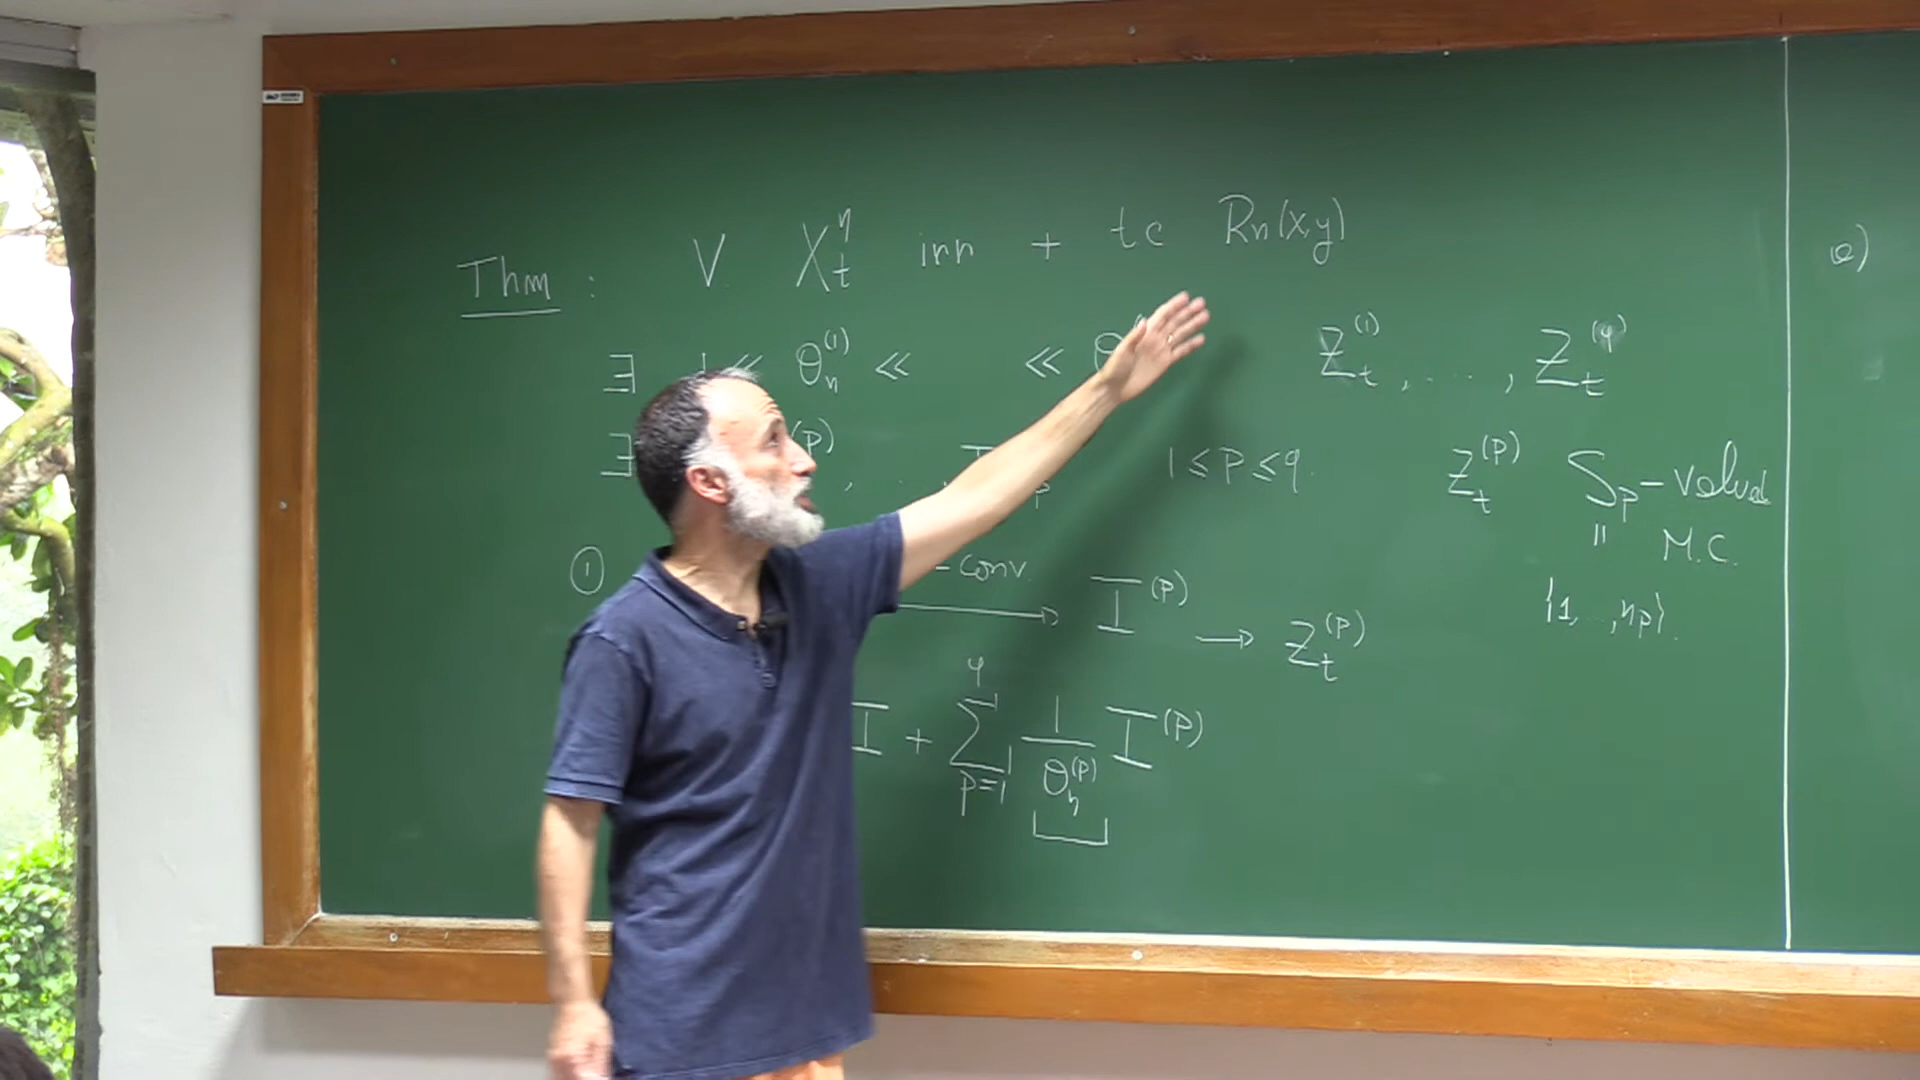 Thm : V X_t^n irr + tc Rn(x,y)
∃ 1 ≪ θ_n^(1) ≪ ≪ θ Z_t^(1), ..., Z_t^(q)
∃ (p), ..., p 1 ≤ p ≤ q. Z_t^(p) S_p-valued
" M.C.
① -conv. I^(p) → Z_t^(p) {1, .., n_p}.
I + Σ_{p=1}^q 1/θ_n^(p) I^(p)
e)